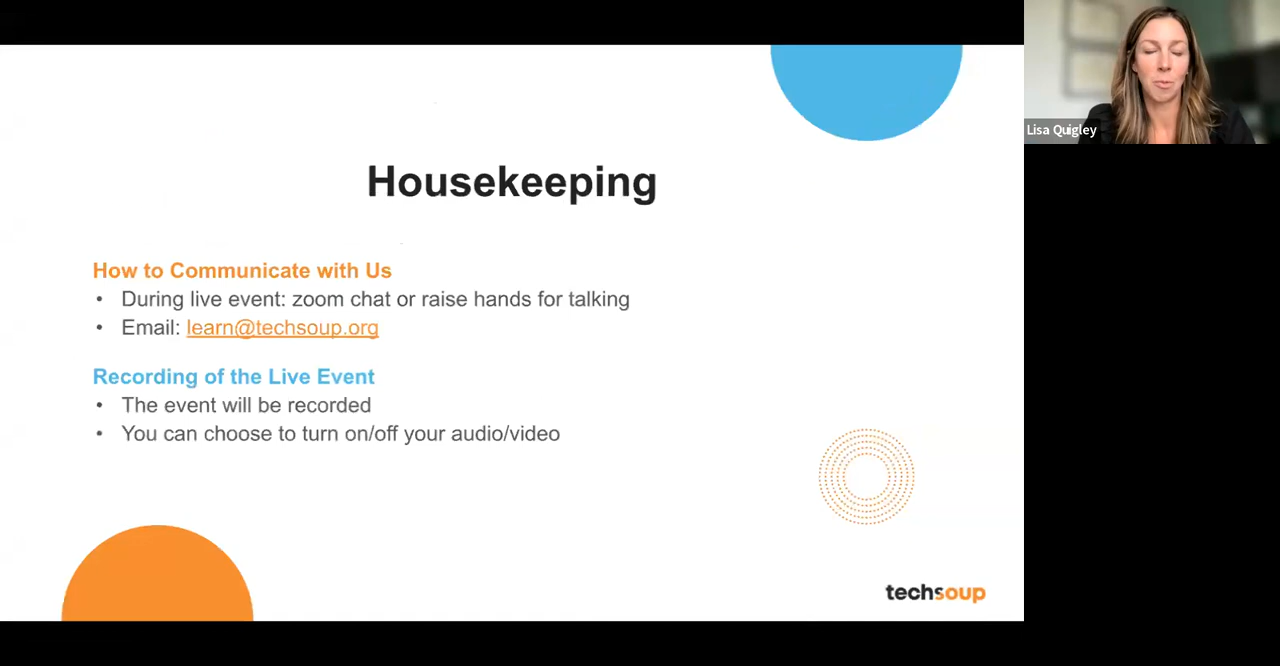 Housekeeping
How to Communicate with Us
• During live event: zoom chat or raise hands for talking
• Email: learn@techsoup.org
Recording of the Live Event
• The event will be recorded
• You can choose to turn on/off your audio/video
techsoup
Lisa Quigley